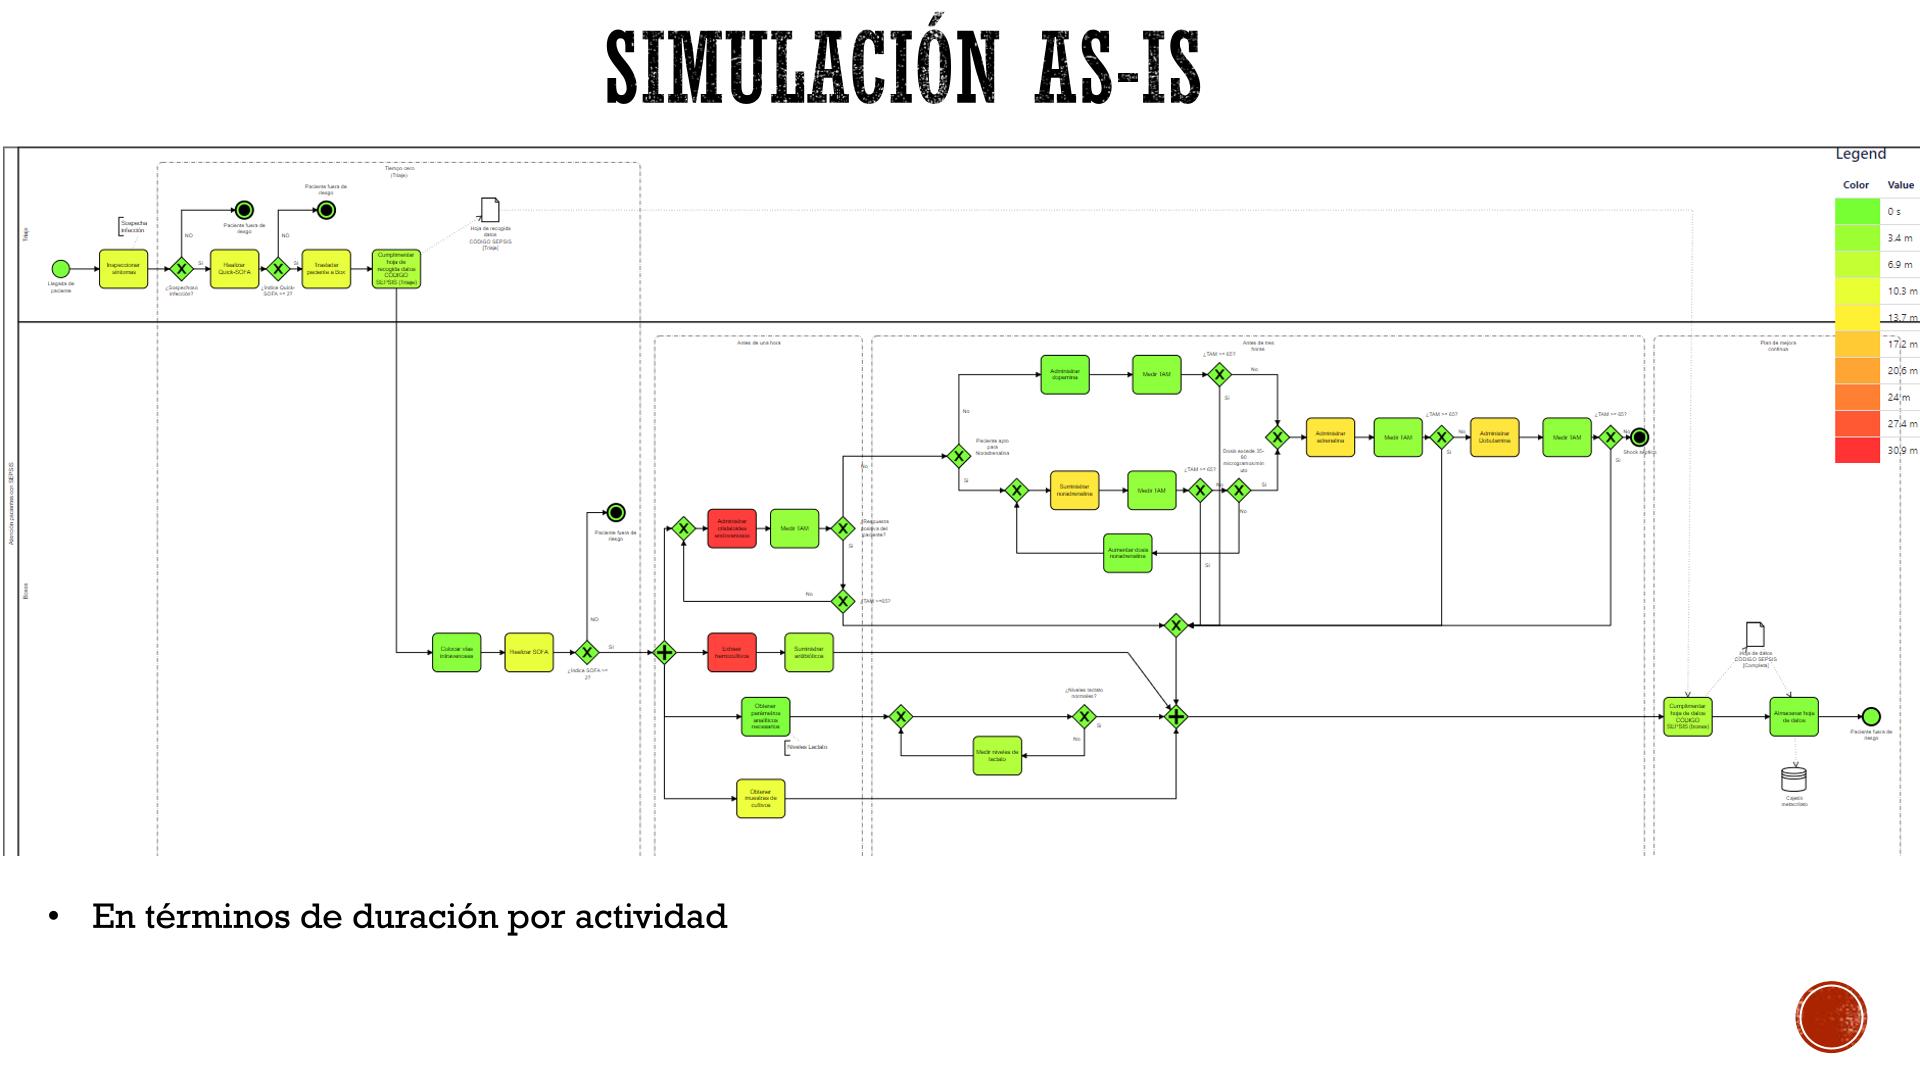 SIMULACIÓN AS-IS
Legend
Color Value
0 s
3.4 m
6.9 m
10.3 m
13.7 m
17.2 m
20.6 m
24 m
27.4 m
30.9 m
Atención pacientes con SEPSIS
Triaje
Tiempo cero
(Triaje)
Llegada de
paciente
Inspeccionar
síntomas
Sospecha
Infección
¿Sospechoso
infección?
NO
Si
Paciente fuera de
riesgo
Realizar
Quick-SOFA
¿Indice Quick-
SOFA >= 2?
NO
Si
Paciente fuera de
riesgo
Trasladar
paciente a Box
Cumplimentar
hoja de
recogida datos
CÓDIGO
SEPSIS (Triaje)
Hoja de recogida
datos
CÓDIGO SEPSIS
[Triaje]
Boxes
Colocar vías
intravenosas
Realizar SOFA
¿Indice SOFA >=
2?
NO
SI
Paciente fuera de
riesgo
Antes de una hora
Administrar
cristaloides
endovenosos
Medir TAM
¿Respuesta
positiva del
paciente?
No
Si
¿TAM >=65?
No
Extraer
hemocultivos
Suministrar
antibióticos
Obtener
parámetros
analíticos
necesarios
Niveles Lactato
Obtener
muestras de
cultivos
Antes de tres
horas
Paciente apto
para
Noradrenalina
No
Si
Administrar
dopamina
Medir TAM
¿TAM >= 65?
No
Si
Suministrar
noradrenalina
Medir TAM
¿TAM >= 65?
No
Si
Dosis excede 35-
90
microgramos/min
uto
Si
No
Aumentar dosis
noradrenalina
Administrar
adrenalina
Medir TAM
¿TAM >= 65?
No
Si
Administrar
Dobutamina
Medir TAM
¿TAM >= 65?
No
Si
Shock séptico
¿Niveles lactato
normales?
Si
No
Medir niveles de
lactato
Plan de mejora
continua
Hoja de datos
CÓDIGO SEPSIS
[Completa]
Cumplimentar
hoja de datos
CÓDIGO
SEPSIS (boxes)
Almacenar hoja
de datos
Paciente fuera de
riesgo
• En términos de duración por actividad